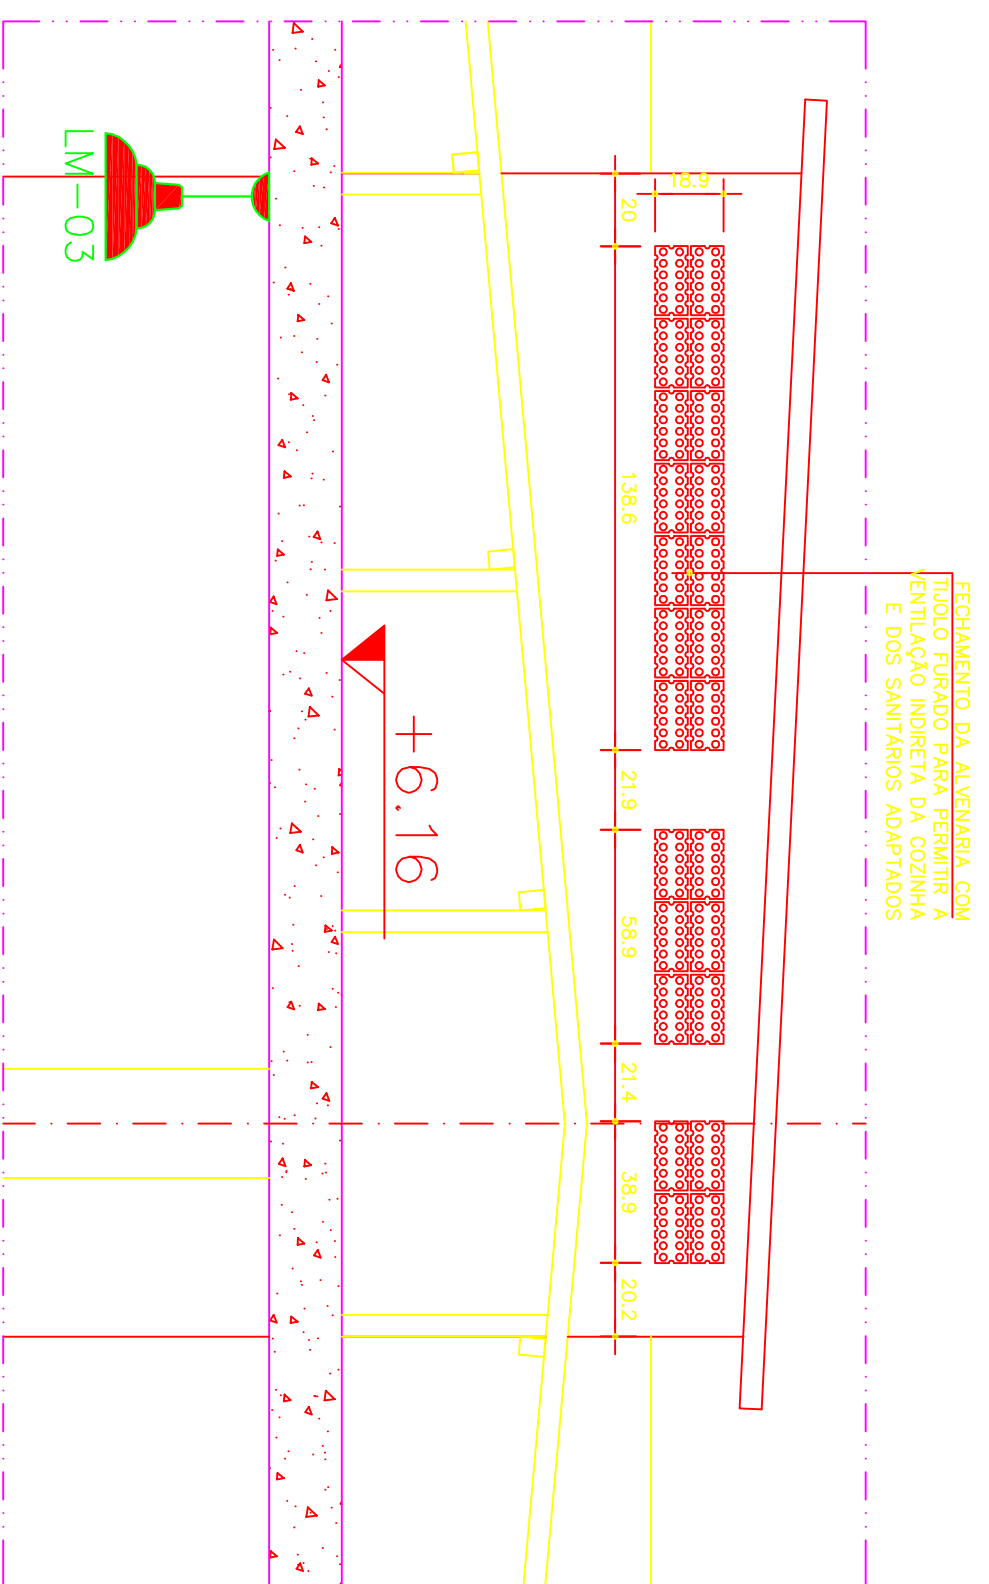 FECHAMENTO DA ALVENARIA COM
TIJOLO FURADO PARA PERMITIR A
VENTILAÇÃO INDIRETA DA COZINHA
E DOS SANITÁRIOS ADAPTADOS
18.9
20
138.6
21.9
58.9
21.4
38.9
20.2
+6.16
LM-03